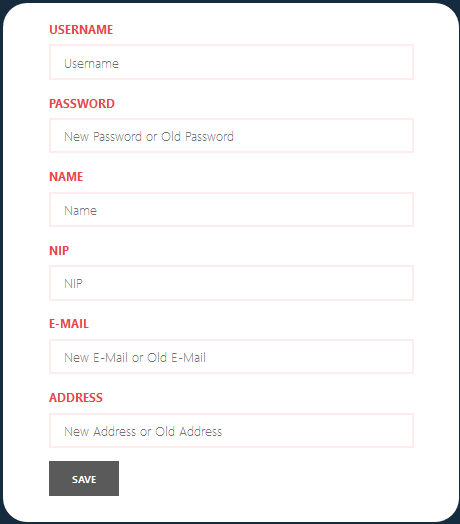 USERNAME
Username
PASSWORD
New Password or Old Password
NAME
Name
NIP
NIP
E-MAIL
New E-Mail or Old E-Mail
ADDRESS
New Address or Old Address
SAVE